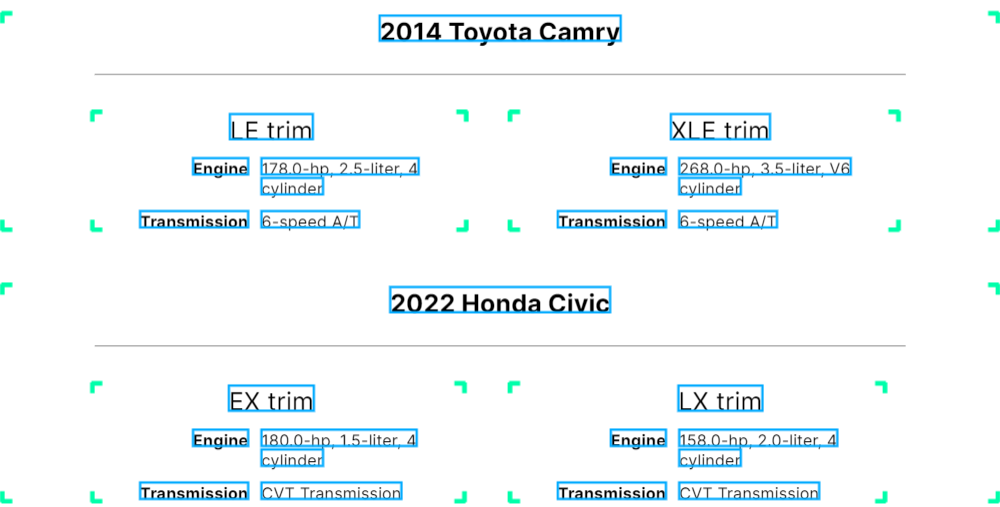 2014 Toyota Camry
LE trim
Engine 178.0-hp, 2.5-liter, 4
cylinder
Transmission 6-speed A/T
XLE trim
Engine 268.0-hp, 3.5-liter, V6
cylinder
Transmission 6-speed A/T
2022 Honda Civic
EX trim
Engine 180.0-hp, 1.5-liter, 4
cylinder
Transmission CVT Transmission
LX trim
Engine 158.0-hp, 2.0-liter, 4
cylinder
Transmission CVT Transmission